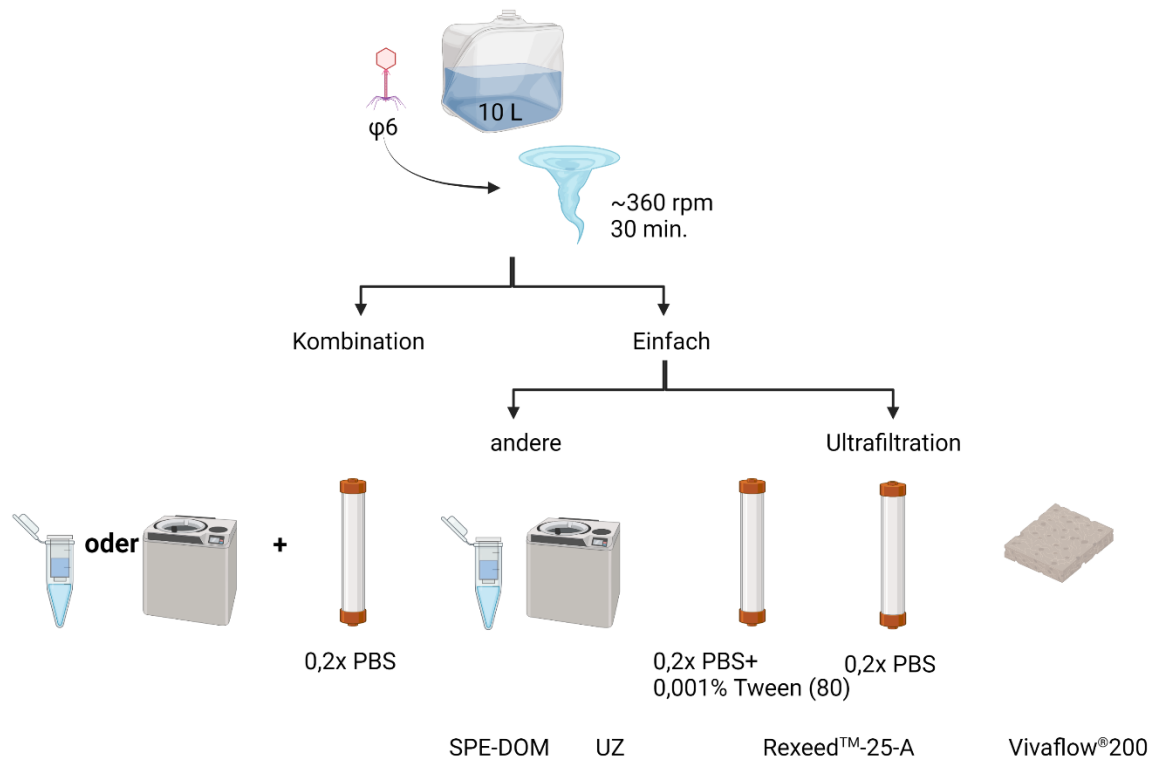 10 L
φ6
~360 rpm
30 min.
Kombination
Einfach
andere
Ultrafiltration
oder
+
0,2x PBS
0,2x PBS+
0,001% Tween (80)
0,2x PBS
SPE-DOM
UZ
Rexeed™-25-A
Vivaflow®200